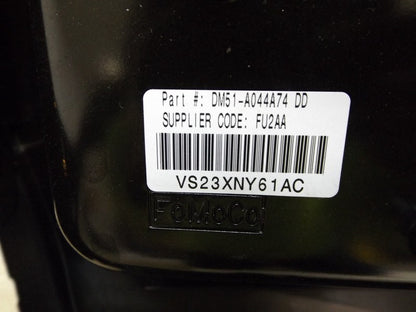 Part #: DM51-A044A74 DD
SUPPLIER CODE: FU2AA
VS23XNY61AC
FoMoCo